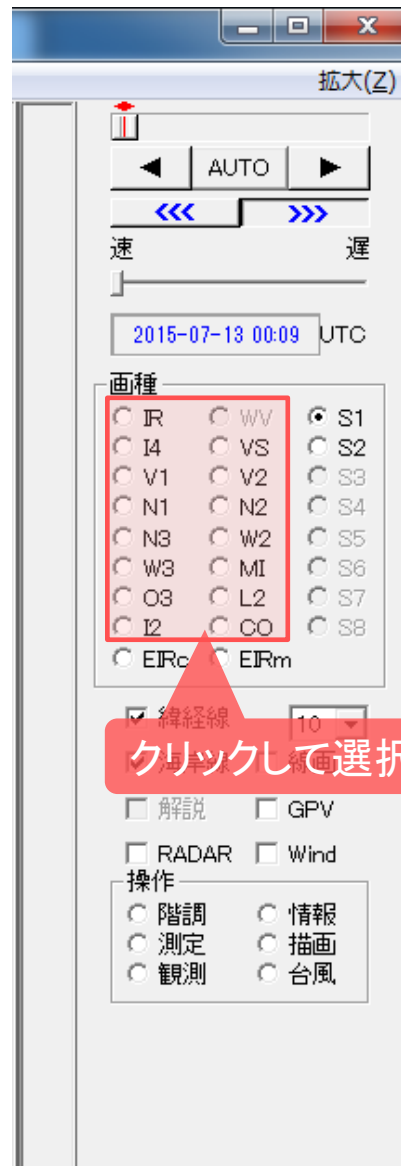 拡大(Z)
AUTO
<<< >>>
速 遅
2015-07-13 00:09 UTC
画種
IR WV S1
I4 VS S2
V1 V2 S3
N1 N2 S4
N3 W2 S5
W3 MI S6
O3 L2 S7
I2 CO S8
EIRc EIRm
緯経線 10
クリックして選択
海岸線 線画
解説 GPV
RADAR Wind
操作
階調 情報
測定 描画
観測 台風